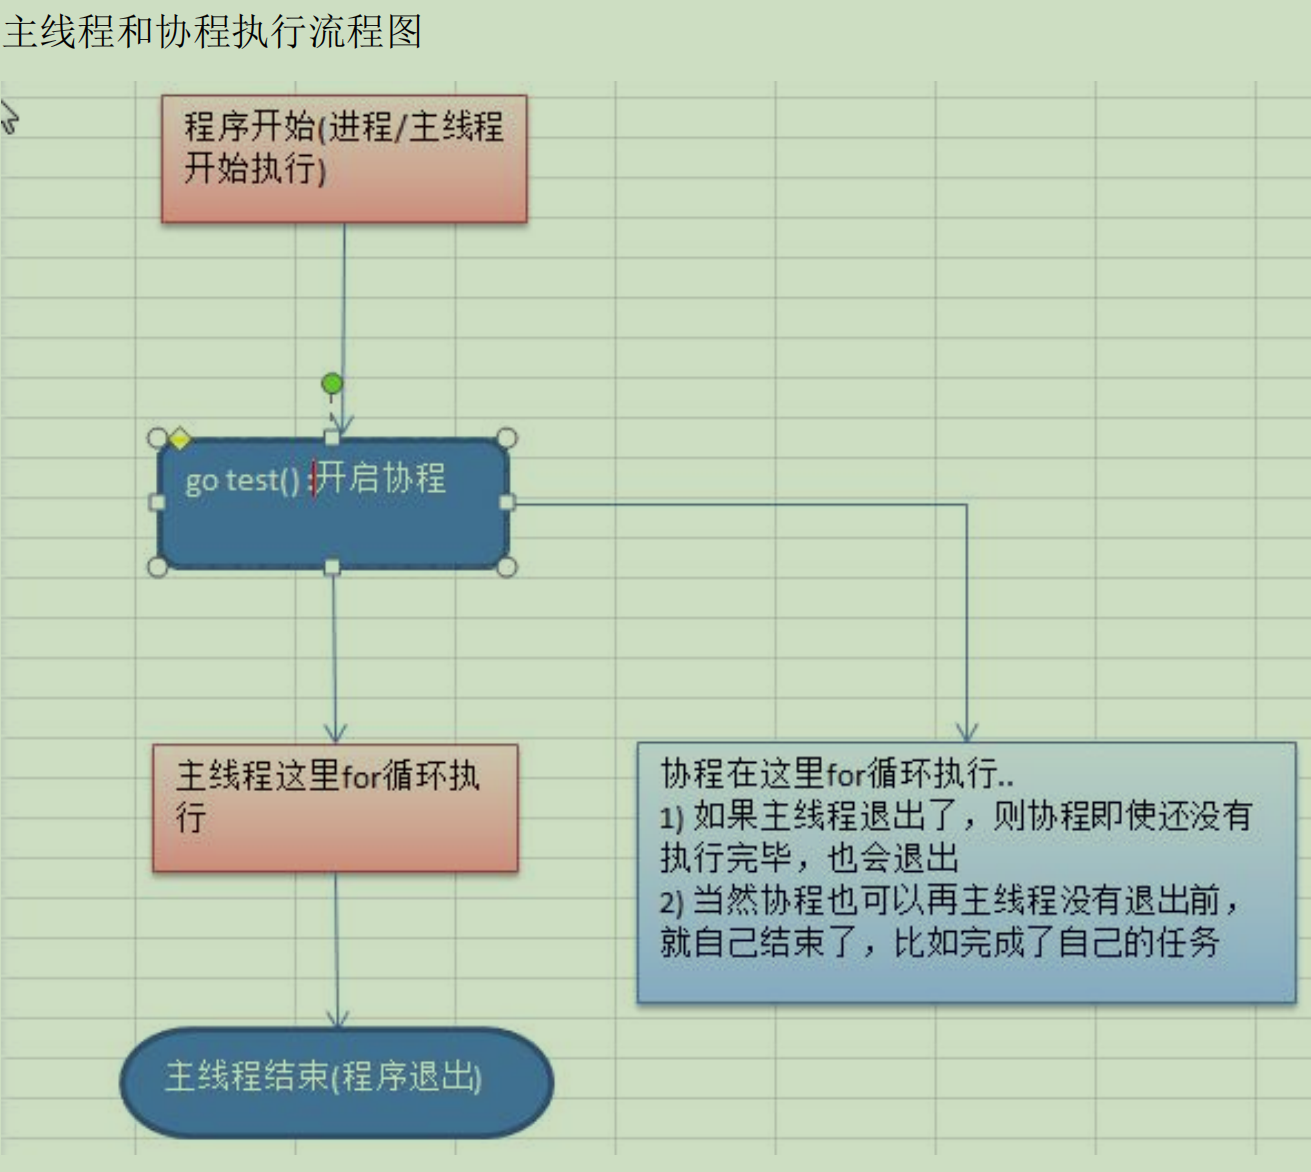 主线程和协程执行流程图
程序开始(进程/主线程
开始执行)
go test() :开启协程
主线程这里for循环执
行
协程在这里for循环执行..
1) 如果主线程退出了，则协程即使还没有
执行完毕，也会退出
2) 当然协程也可以再主线程没有退出前，
就自己结束了，比如完成了自己的任务
主线程结束(程序退出)